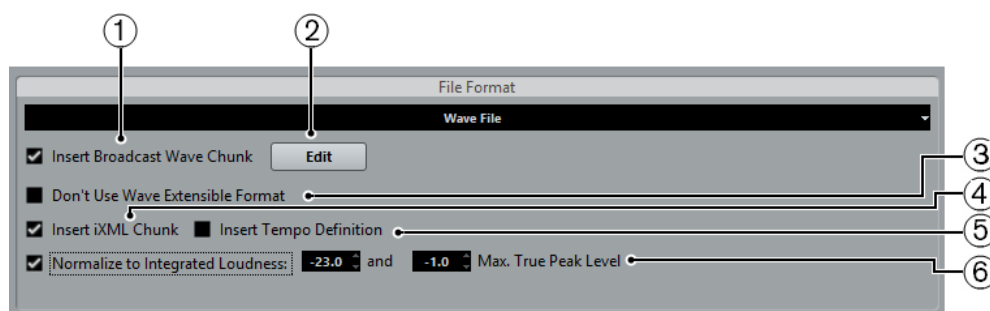 ① ②
File Format
Wave File
Insert Broadcast Wave Chunk Edit
③
Don't Use Wave Extensible Format
④
Insert iXML Chunk Insert Tempo Definition
⑤
Normalize to Integrated Loudness: -23.0 and -1.0 Max. True Peak Level
⑥